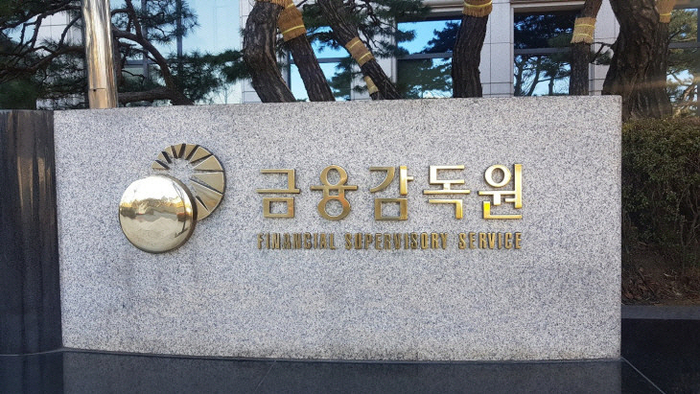 금융감독원
FINANCIAL SUPERVISORY SERVICE